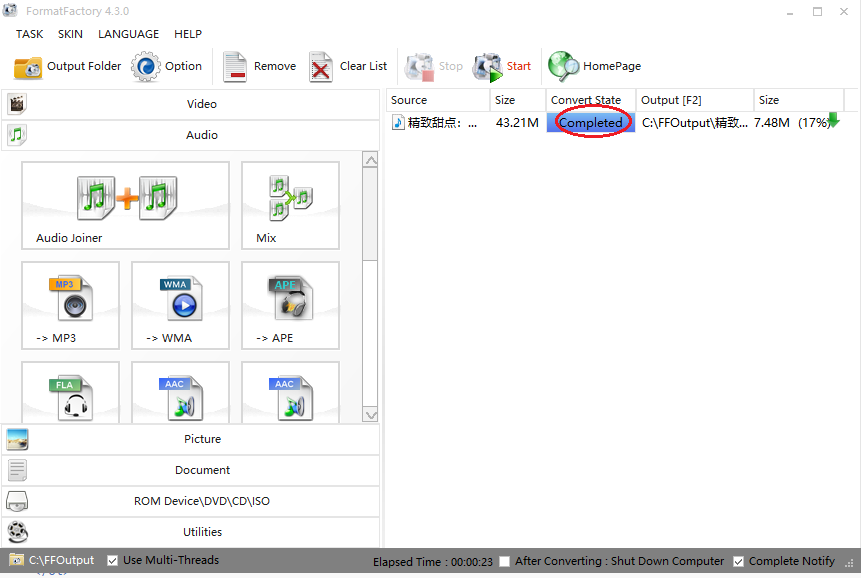 FormatFactory 4.3.0
TASK SKIN LANGUAGE HELP
Output Folder Option Remove Clear List Stop Start HomePage
Video
Audio
Audio Joiner Mix
MP3 WMA APE
-> MP3 -> WMA -> APE
FLA AAC AAC
Picture
Document
ROM Device\DVD\CD\ISO
Utilities
Source Size Convert State Output [F2] Size
精致甜点：... 43.21M Completed C:\FFOutput\精致... 7.48M (17%)
C:\FFOutput Use Multi-Threads Elapsed Time : 00:00:23 After Converting : Shut Down Computer Complete Notify